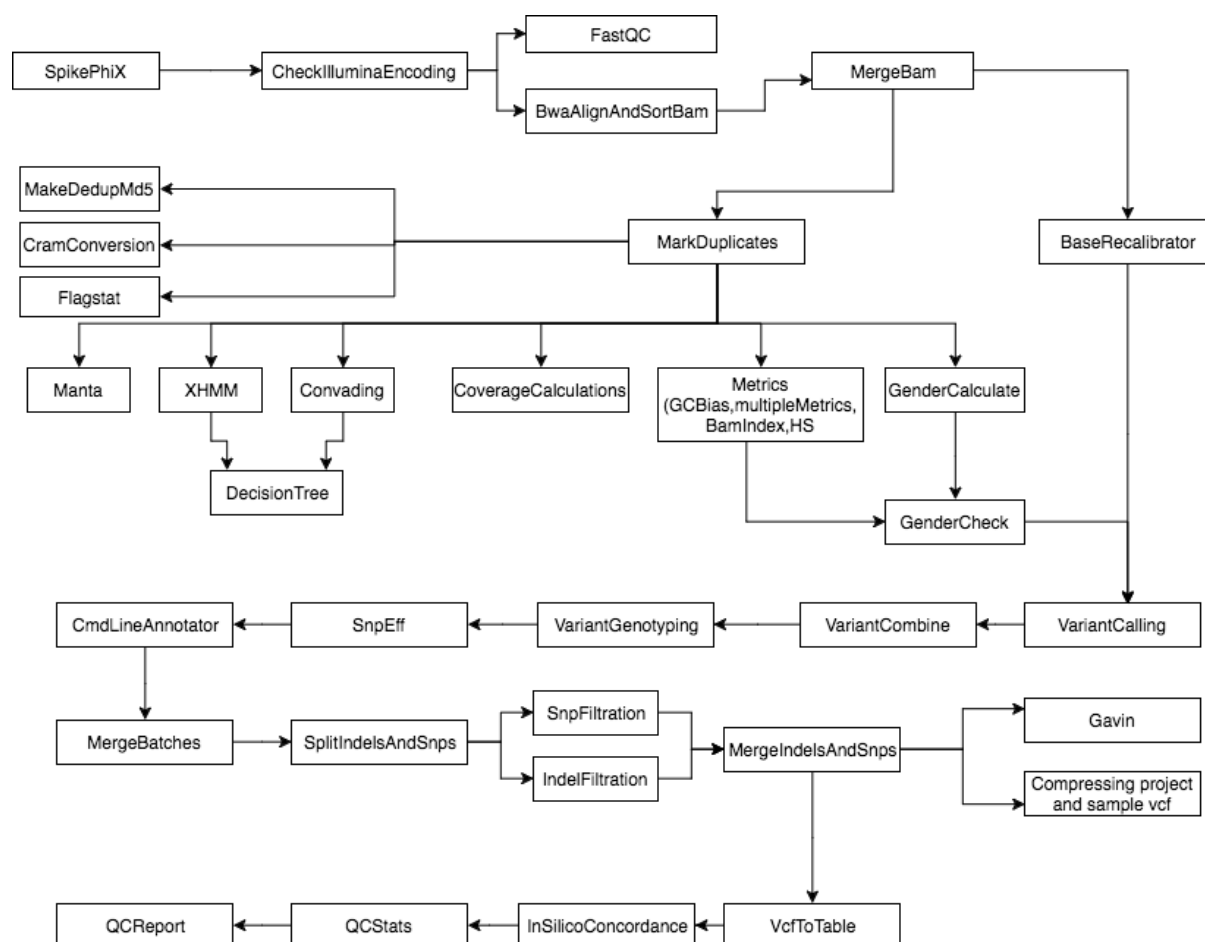 FastQC
SpikePhiX
CheckIlluminaEncoding
MergeBam
BwaAlignAndSortBam
MakeDedupMd5
CramConversion
MarkDuplicates
BaseRecalibrator
Flagstat
Manta
XHMM
Convading
CoverageCalculations
Metrics
(GCBias,multipleMetrics,
BamIndex,HS
GenderCalculate
DecisionTree
GenderCheck
CmdLineAnnotator
SnpEff
VariantGenotyping
VariantCombine
VariantCalling
SnpFiltration
Gavin
MergeBatches
SplitIndelsAndSnps
MergeIndelsAndSnps
IndelFiltration
Compressing project
and sample vcf
QCReport
QCStats
InSilicoConcordance
VcfToTable